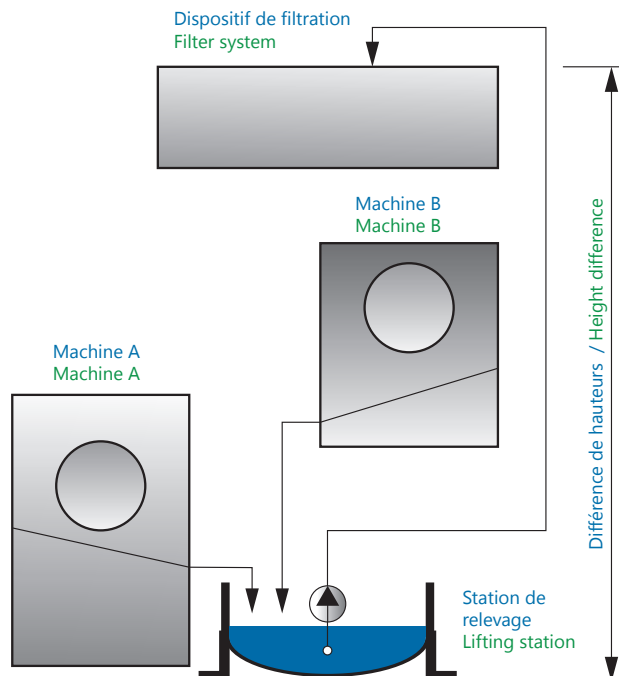 Dispositif de filtration
Filter system
Machine B
Machine B
Machine A
Machine A
Différence de hauteurs / Height difference
Station de
relevage
Lifting station